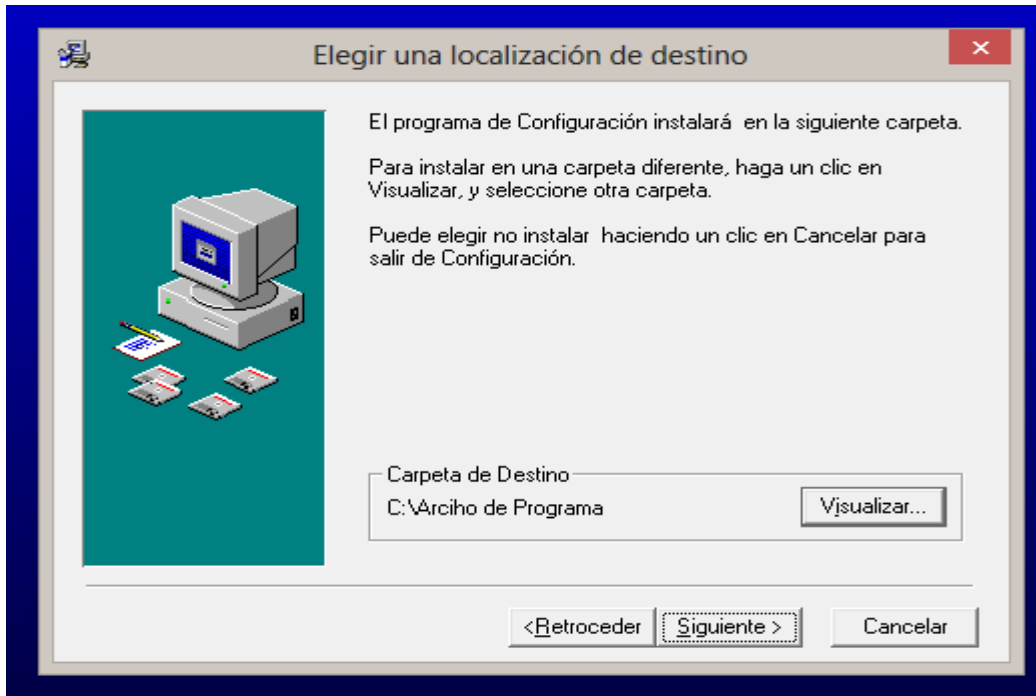 Elegir una localización de destino
El programa de Configuración instalará  en la siguiente carpeta.
Para instalar en una carpeta diferente, haga un clic en
Visualizar, y seleccione otra carpeta.
Puede elegir no instalar  haciendo un clic en Cancelar para
salir de Configuración.
Carpeta de Destino
C:\Arciho de Programa
Visualizar...
<Retroceder
Siguiente >
Cancelar